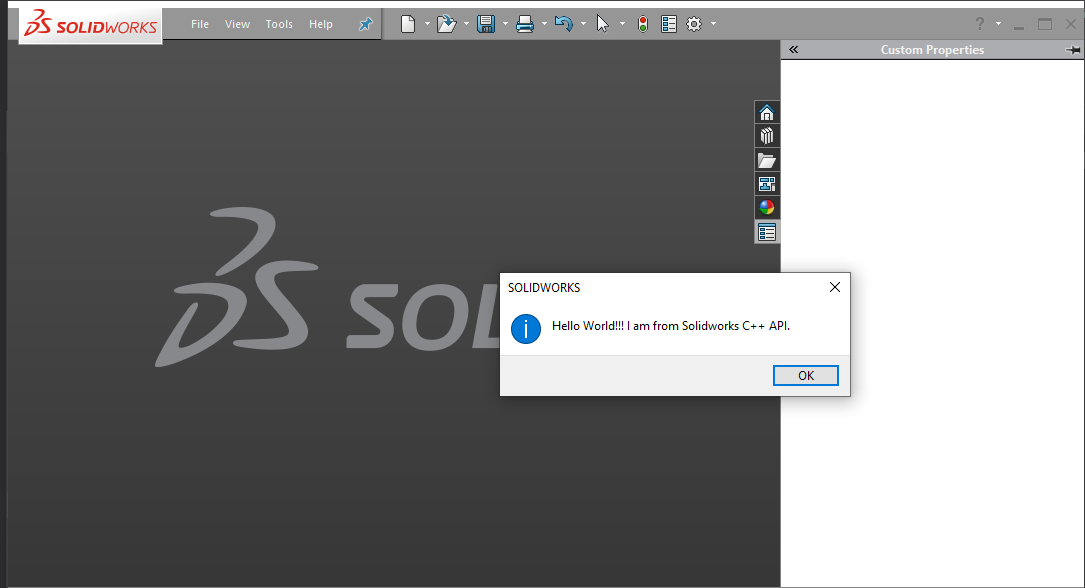 SOLIDWORKS File View Tools Help ?
Custom Properties
SOL
SOLIDWORKS
Hello World!!! I am from Solidworks C++ API.
OK